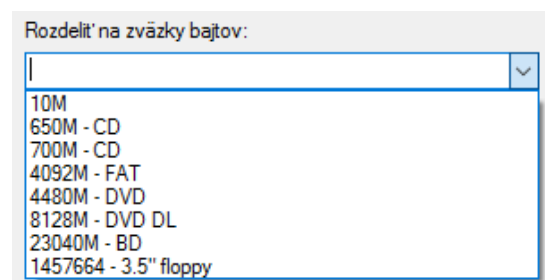 Rozdeliť na zväzky bajtov:
10M
650M - CD
700M - CD
4092M - FAT
4480M - DVD
8128M - DVD DL
23040M - BD
1457664 - 3.5" floppy